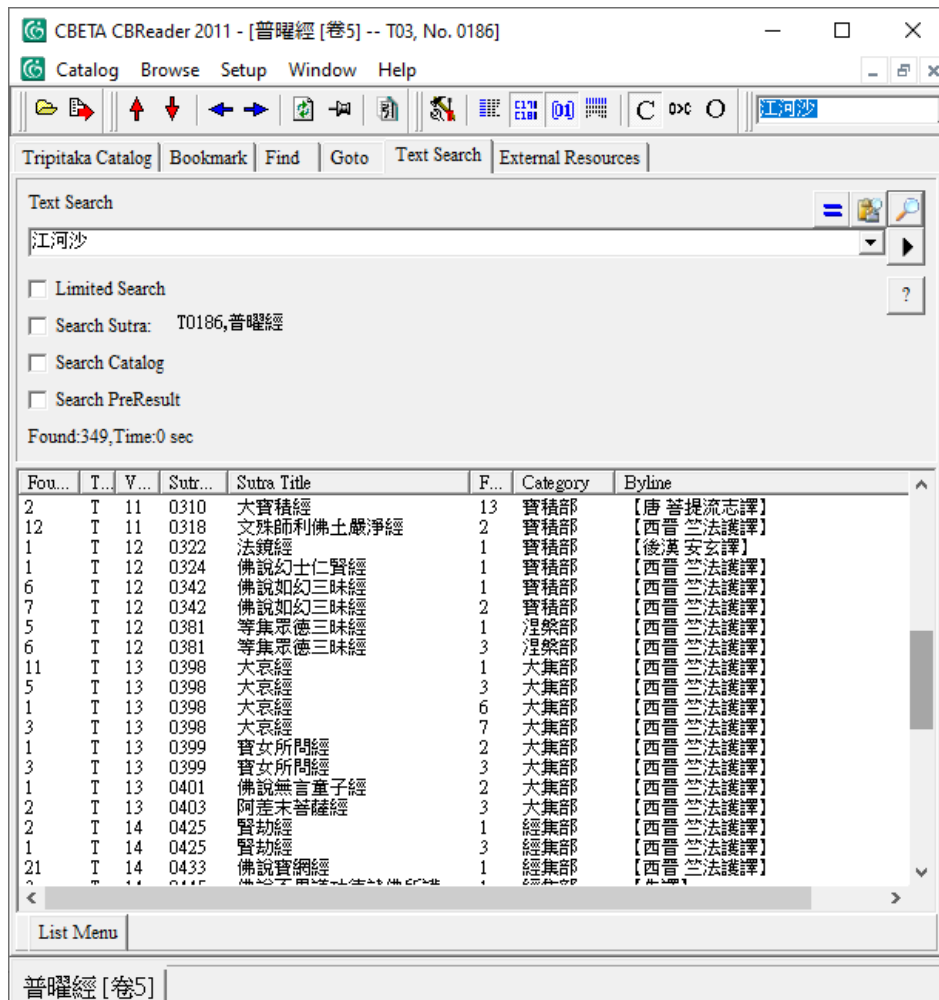 CBETA CBReader 2011 - [普曜經 [卷5] -- T03, No. 0186]
Catalog Browse Setup Window Help
C O>C O 江河沙
Tripitaka Catalog Bookmark Find Goto Text Search External Resources
Text Search
江河沙
?
Limited Search
Search Sutra: T0186,普曜經
Search Catalog
Search PreResult
Found:349,Time:0 sec
Fou... T... V... Sutr... Sutra Title F... Category Byline
2 T 11 0310 大寶積經 13 寶積部 【唐 菩提流志譯】
12 T 11 0318 文殊師利佛土嚴淨經 2 寶積部 【西晉 竺法護譯】
1 T 12 0322 法鏡經 1 寶積部 【後漢 安玄譯】
1 T 12 0324 佛說幻士仁賢經 1 寶積部 【西晉 竺法護譯】
6 T 12 0342 佛說如幻三昧經 1 寶積部 【西晉 竺法護譯】
7 T 12 0342 佛說如幻三昧經 2 寶積部 【西晉 竺法護譯】
5 T 12 0381 等集眾德三昧經 1 涅槃部 【西晉 竺法護譯】
6 T 12 0381 等集眾德三昧經 3 涅槃部 【西晉 竺法護譯】
11 T 13 0398 大哀經 1 大集部 【西晉 竺法護譯】
5 T 13 0398 大哀經 3 大集部 【西晉 竺法護譯】
1 T 13 0398 大哀經 6 大集部 【西晉 竺法護譯】
3 T 13 0398 大哀經 7 大集部 【西晉 竺法護譯】
1 T 13 0399 寶女所問經 2 大集部 【西晉 竺法護譯】
3 T 13 0399 寶女所問經 3 大集部 【西晉 竺法護譯】
1 T 13 0401 佛說無言童子經 2 大集部 【西晉 竺法護譯】
2 T 13 0403 阿差末菩薩經 3 大集部 【西晉 竺法護譯】
2 T 14 0425 賢劫經 1 經集部 【西晉 竺法護譯】
1 T 14 0425 賢劫經 3 經集部 【西晉 竺法護譯】
21 T 14 0433 佛說寶網經 1 經集部 【西晉 竺法護譯】
List Menu
普曜經 [卷5]